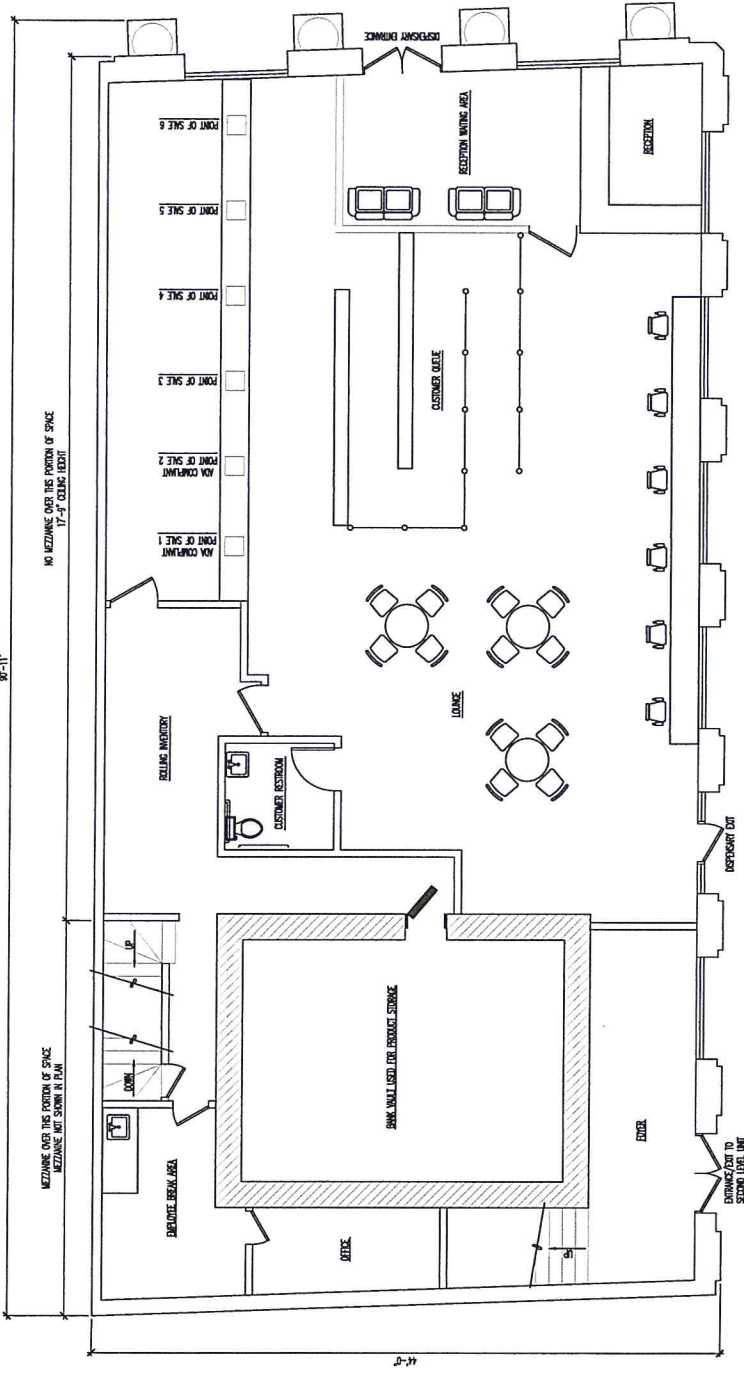 90'-11"
NO MEZZANINE OVER THIS PORTION OF SPACE
17'-9" CEILING HEIGHT
MEZZANINE OVER THIS PORTION OF SPACE
MEZZANINE NOT SHOWN IN PLAN
44'-0"
DISPENSARY ENTRANCE
POINT OF SALE 6
POINT OF SALE 5
POINT OF SALE 4
POINT OF SALE 3
ADA COMPLIANT
POINT OF SALE 2
ADA COMPLIANT
POINT OF SALE 1
RECEPTION WAITING AREA
RECEPTION
CUSTOMER QUEUE
LOUNGE
ROLLING INVENTORY
CUSTOMER RESTROOM
UP
DOWN
EMPLOYEE BREAK AREA
OFFICE
BANK VAULT USED FOR PRODUCT STORAGE
FOYER
UP
DISPENSARY EXIT
ENTRANCE/EXIT TO
SECOND LEVEL UNIT